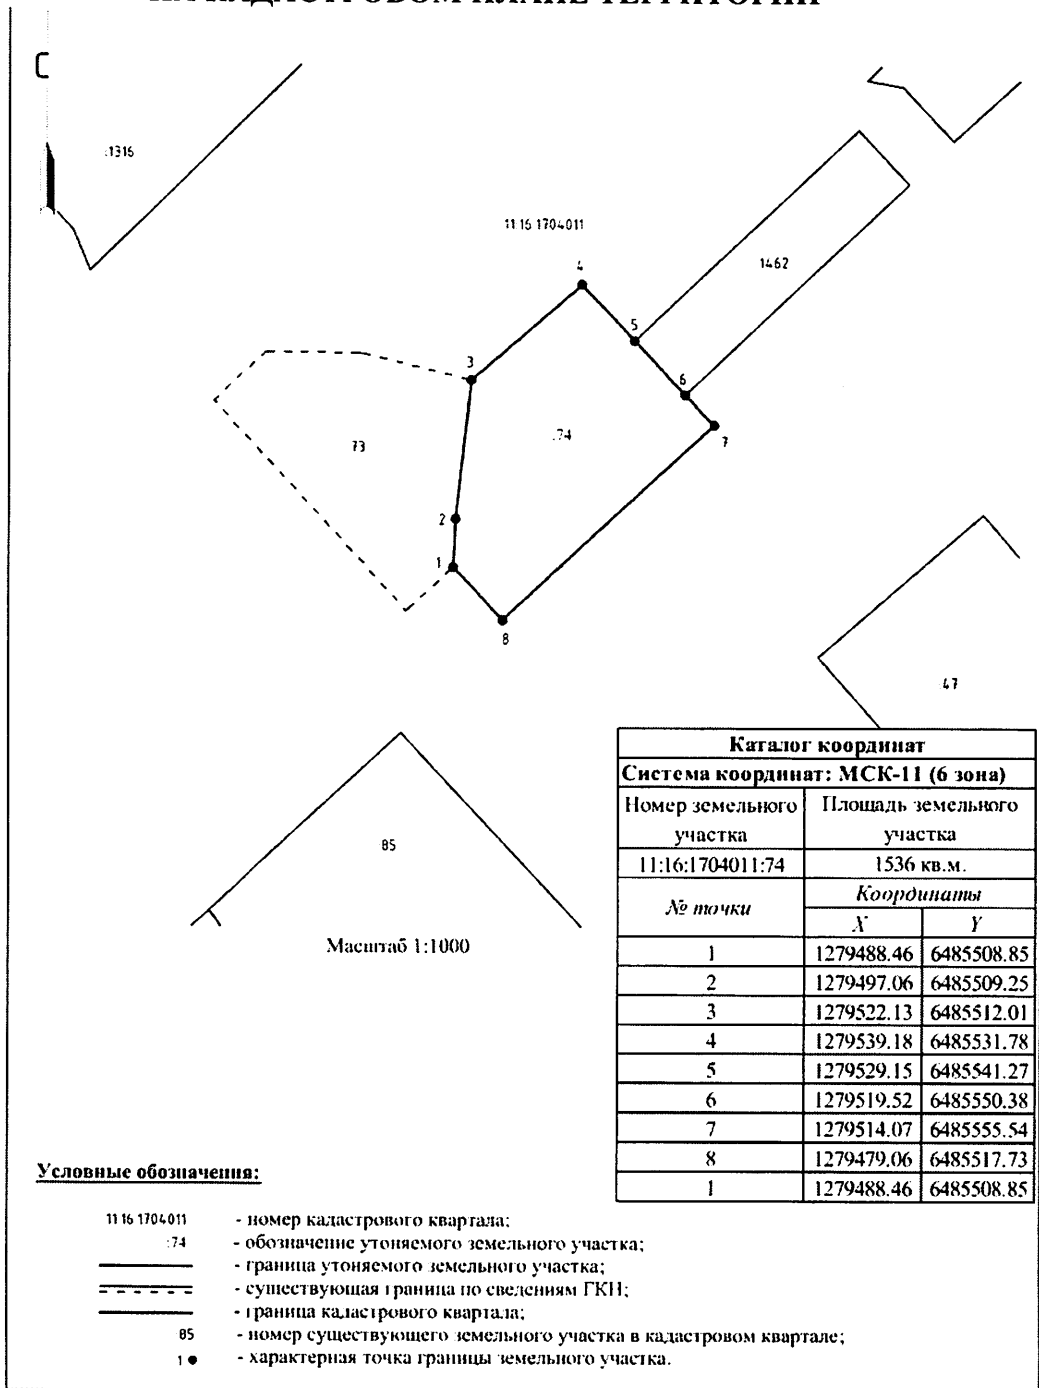 :1316
11:16:1704011
4
1462
5
3
6
73
:74
7
2
1
8
47
85
Масштаб 1:1000
Каталог координат
Система координат: МСК-11 (6 зона)
Номер земельного участка
Площадь земельного участка
11:16:1704011:74
1536 кв.м.
№ точки
Координаты
X Y
1 1279488.46 6485508.85
2 1279497.06 6485509.25
3 1279522.13 6485512.01
4 1279539.18 6485531.78
5 1279529.15 6485541.27
6 1279519.52 6485550.38
7 1279514.07 6485555.54
8 1279479.06 6485517.73
1 1279488.46 6485508.85
Условные обозначения:
11:16:1704011 - номер кадастрового квартала;
:74 - обозначение утоняемого земельного участка;
- граница утоняемого земельного участка;
- существующая граница по сведениям ГКН;
- граница кадастрового квартала;
85 - номер существующего земельного участка в кадастровом квартале;
1 ● - характерная точка границы земельного участка.